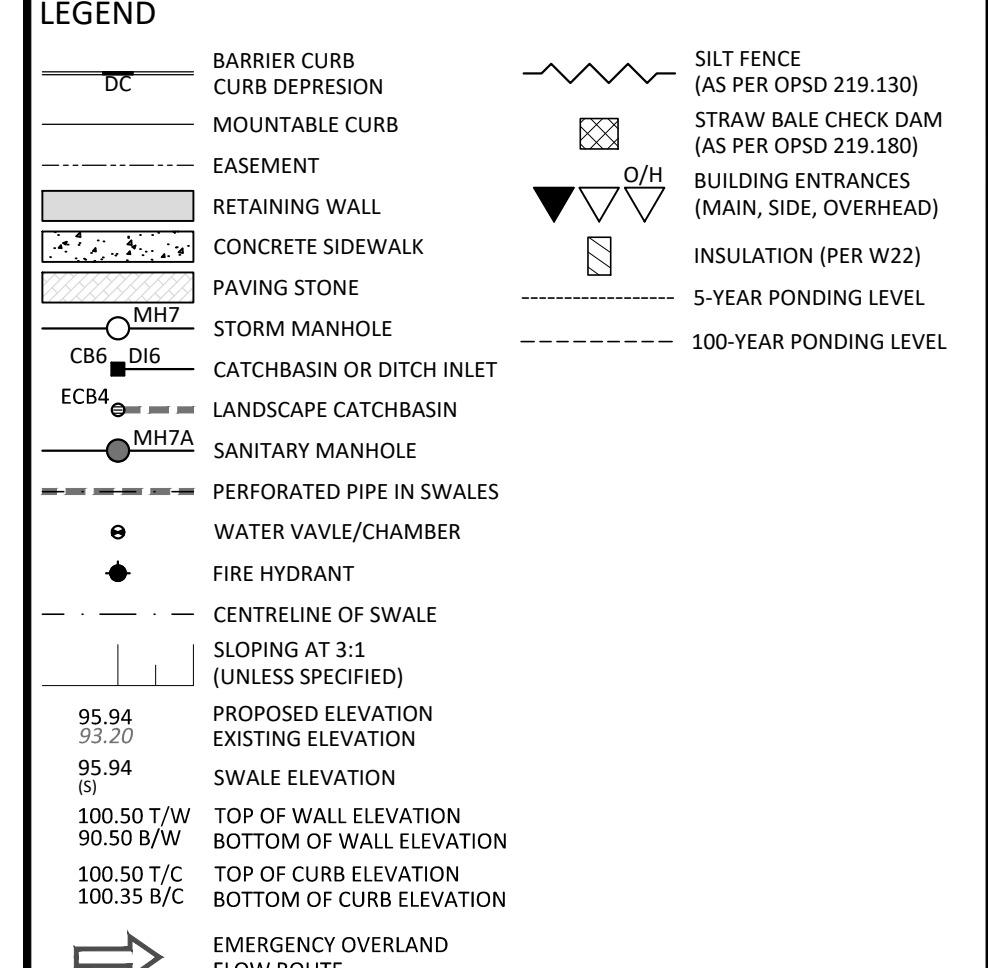 LEGEND
DC
BARRIER CURB
CURB DEPRESION
MOUNTABLE CURB
EASEMENT
RETAINING WALL
CONCRETE SIDEWALK
PAVING STONE
MH7
STORM MANHOLE
CB6 DI6
CATCHBASIN OR DITCH INLET
ECB4
LANDSCAPE CATCHBASIN
MH7A
SANITARY MANHOLE
PERFORATED PIPE IN SWALES
WATER VAVLE/CHAMBER
FIRE HYDRANT
CENTRELINE OF SWALE
SLOPING AT 3:1
(UNLESS SPECIFIED)
95.94 PROPOSED ELEVATION
93.20 EXISTING ELEVATION
95.94
(S)
SWALE ELEVATION
100.50 T/W TOP OF WALL ELEVATION
90.50 B/W BOTTOM OF WALL ELEVATION
100.50 T/C TOP OF CURB ELEVATION
100.35 B/C BOTTOM OF CURB ELEVATION
EMERGENCY OVERLAND
FLOW ROUTE
SILT FENCE
(AS PER OPSD 219.130)
STRAW BALE CHECK DAM
(AS PER OPSD 219.180)
O/H
BUILDING ENTRANCES
(MAIN, SIDE, OVERHEAD)
INSULATION (PER W22)
5-YEAR PONDING LEVEL
100-YEAR PONDING LEVEL